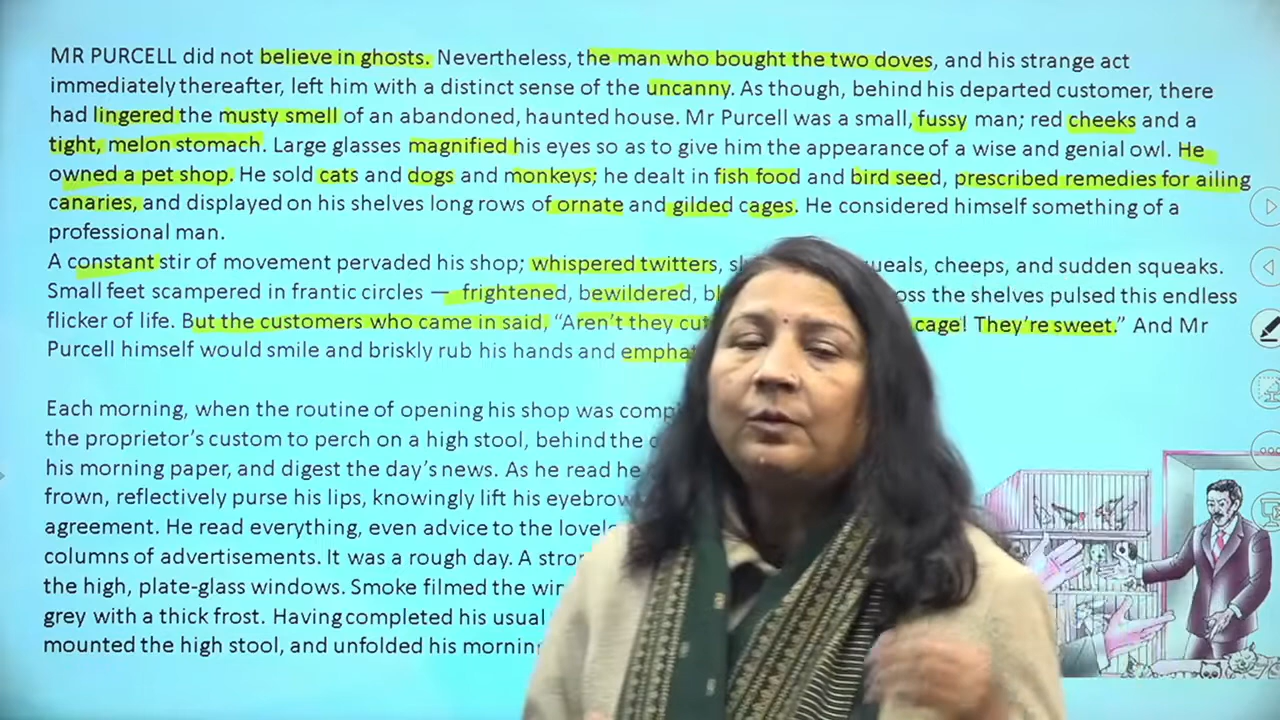 MR PURCELL did not believe in ghosts. Nevertheless, the man who bought the two doves, and his strange act
immediately thereafter, left him with a distinct sense of the uncanny. As though, behind his departed customer, there
had lingered the musty smell of an abandoned, haunted house. Mr Purcell was a small, fussy man; red cheeks and a
tight, melon stomach. Large glasses magnified his eyes so as to give him the appearance of a wise and genial owl. He
owned a pet shop. He sold cats and dogs and monkeys; he dealt in fish food and bird seed, prescribed remedies for ailing
canaries, and displayed on his shelves long rows of ornate and gilded cages. He considered himself something of a
professional man.
A constant stir of movement pervaded his shop; whispered twitters, cheeps, and sudden squeaks.
Small feet scampered in frantic circles — frightened, bewildered, the shelves pulsed this endless
flicker of life. But the customers who came in said, “Aren’t they cage! They’re sweet.” And Mr
Purcell himself would smile and briskly rub his hands and
Each morning, when the routine of opening his shop was
the proprietor’s custom to perch on a high stool, behind the
his morning paper, and digest the day’s news. As he read he
frown, reflectively purse his lips, knowingly lift his
agreement. He read everything, even advice to the
columns of advertisements. It was a rough day. A
the high, plate-glass windows. Smoke filmed the
grey with a thick frost. Having completed his usual
mounted the high stool, and unfolded his